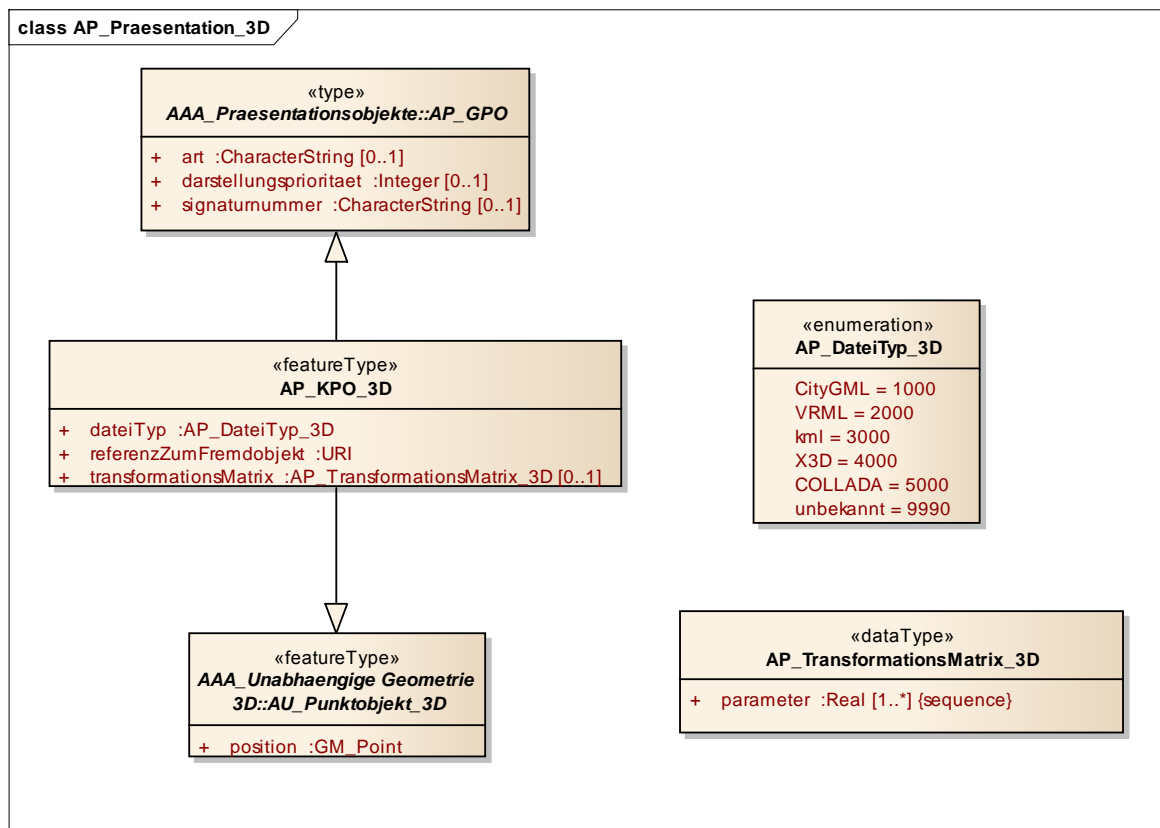 class AP_Praesentation_3D
«type»
AAA_Praesentationsobjekte::AP_GPO
+ art :CharacterString [0..1]
+ darstellungsprioritaet :Integer [0..1]
+ signaturnummer :CharacterString [0..1]
«featureType»
AP_KPO_3D
+ dateiTyp :AP_DateiTyp_3D
+ referenzZumFremdobjekt :URI
+ transformationsMatrix :AP_TransformationsMatrix_3D [0..1]
«enumeration»
AP_DateiTyp_3D
CityGML = 1000
VRML = 2000
kml = 3000
X3D = 4000
COLLADA = 5000
unbekannt = 9990
«featureType»
AAA_Unabhaengige Geometrie
3D::AU_Punktobjekt_3D
+ position :GM_Point
«dataType»
AP_TransformationsMatrix_3D
+ parameter :Real [1..*] {sequence}